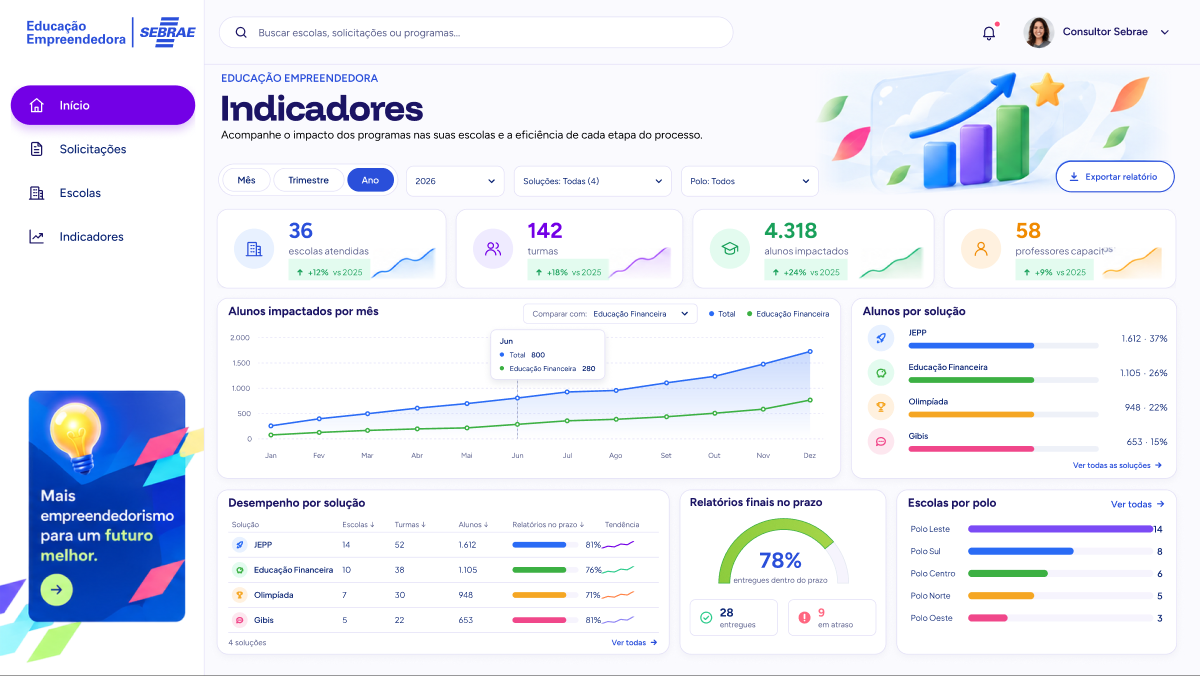 Educação
Empreendedora
SEBRAE
Buscar escolas, solicitações ou programas...
Consultor Sebrae
Início
Solicitações
Escolas
Indicadores
Mais
empreendedorismo
para um futuro
melhor.
EDUCAÇÃO EMPREENDEDORA
Indicadores
Acompanhe o impacto dos programas nas suas escolas e a eficiência de cada etapa do processo.
Mês
Trimestre
Ano
2026
Soluções: Todas (4)
Polo: Todos
Exportar relatório
36
escolas atendidas
+12% vs 2025
142
turmas
+18% vs 2025
4.318
alunos impactados
+24% vs 2025
58
professores capacit
+9% vs 2025
Alunos impactados por mês
Comparar com: Educação Financeira
Total
Educação Financeira
2.000
1.500
1.000
500
0
Jun
Total 800
Educação Financeira 280
Jan Fev Mar Abr Mai Jun Jul Ago Set Out Nov Dez
Alunos por solução
JEPP
1.612 · 37%
Educação Financeira
1.105 · 26%
Olimpíada
948 · 22%
Gibis
653 · 15%
Ver todas as soluções →
Desempenho por solução
Solução Escolas ↓ Turmas ↓ Alunos ↓ Relatórios no prazo ↓ Tendência
JEPP 14 52 1.612 81%
Educação Financeira 10 38 1.105 76%
Olimpíada 7 30 948 71%
Gibis 5 22 653 81%
4 soluções
Ver todas →
Relatórios finais no prazo
78%
entregues dentro do prazo
28
entregues
9
em atraso
Escolas por polo
Ver todas →
Polo Leste 14
Polo Sul 8
Polo Centro 6
Polo Norte 5
Polo Oeste 3